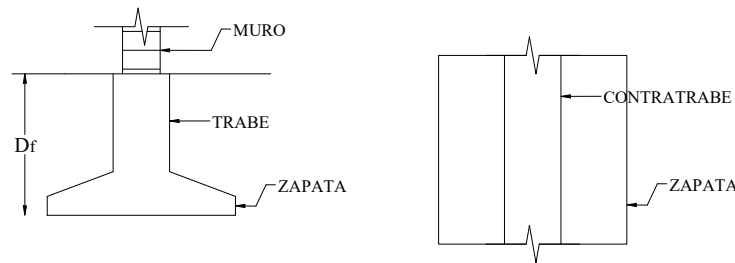 MURO
TRABE
Df
ZAPATA
CONTRATRABE
ZAPATA